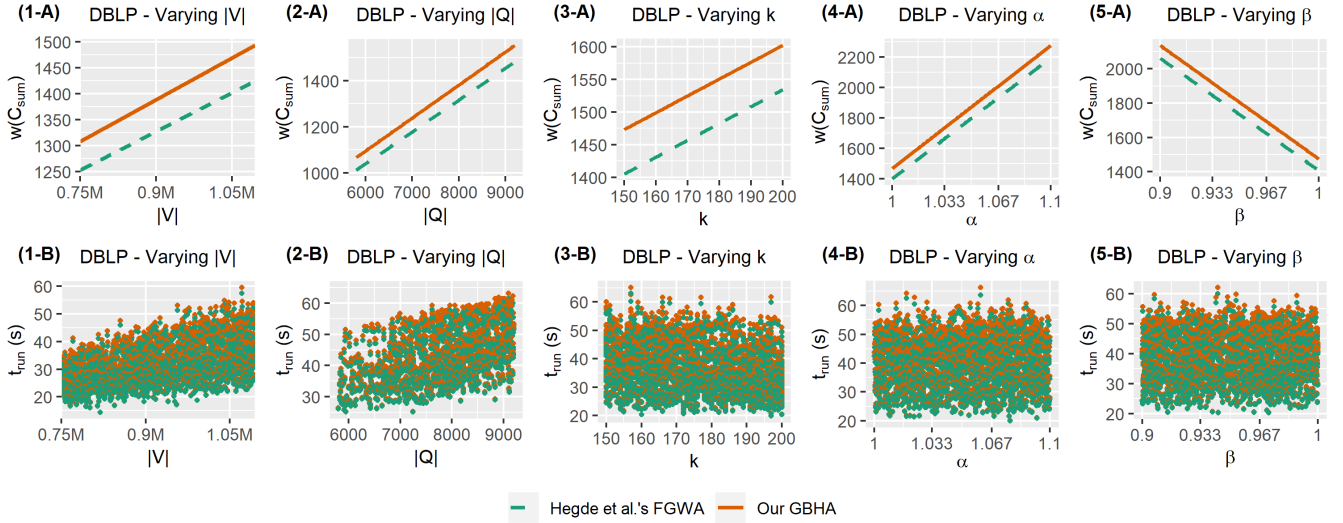 (1-A) DBLP - Varying |V|
w(Csum)
1500
1450
1400
1350
1300
1250
0.75M 0.9M 1.05M
|V|
(2-A) DBLP - Varying |Q|
w(Csum)
1400
1200
1000
6000 7000 8000 9000
|Q|
(3-A) DBLP - Varying k
w(Csum)
1600
1550
1500
1450
1400
150 160 170 180 190 200
k
(4-A) DBLP - Varying α
w(Csum)
2200
2000
1800
1600
1400
1 1.033 1.067 1.1
α
(5-A) DBLP - Varying β
w(Csum)
2000
1800
1600
1400
0.9 0.933 0.967 1
β
(1-B) DBLP - Varying |V|
trun (s)
60
50
40
30
20
0.75M 0.9M 1.05M
|V|
(2-B) DBLP - Varying |Q|
trun (s)
60
50
40
30
6000 7000 8000 9000
|Q|
(3-B) DBLP - Varying k
trun (s)
60
50
40
30
20
150 160 170 180 190 200
k
(4-B) DBLP - Varying α
trun (s)
60
50
40
30
20
1 1.033 1.067 1.1
α
(5-B) DBLP - Varying β
trun (s)
60
50
40
30
20
0.9 0.933 0.967 1
β
Hegde et al.'s FGWA Our GBHA